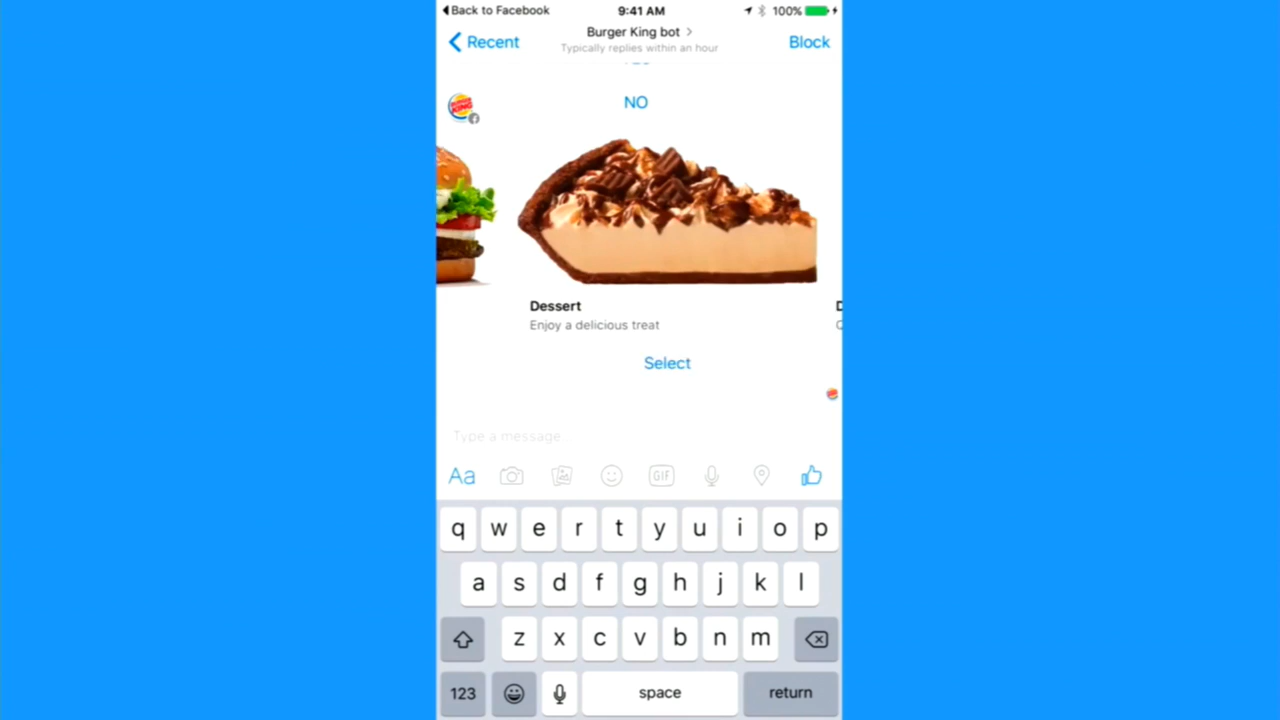 Back to Facebook
9:41 AM
100%
Recent
Burger King bot
Typically replies within an hour
Block
NO
Dessert
Enjoy a delicious treat
Select
Type a message...
Aa
GIF
q w e r t y u i o p
a s d f g h j k l
z x c v b n m
123
space
return